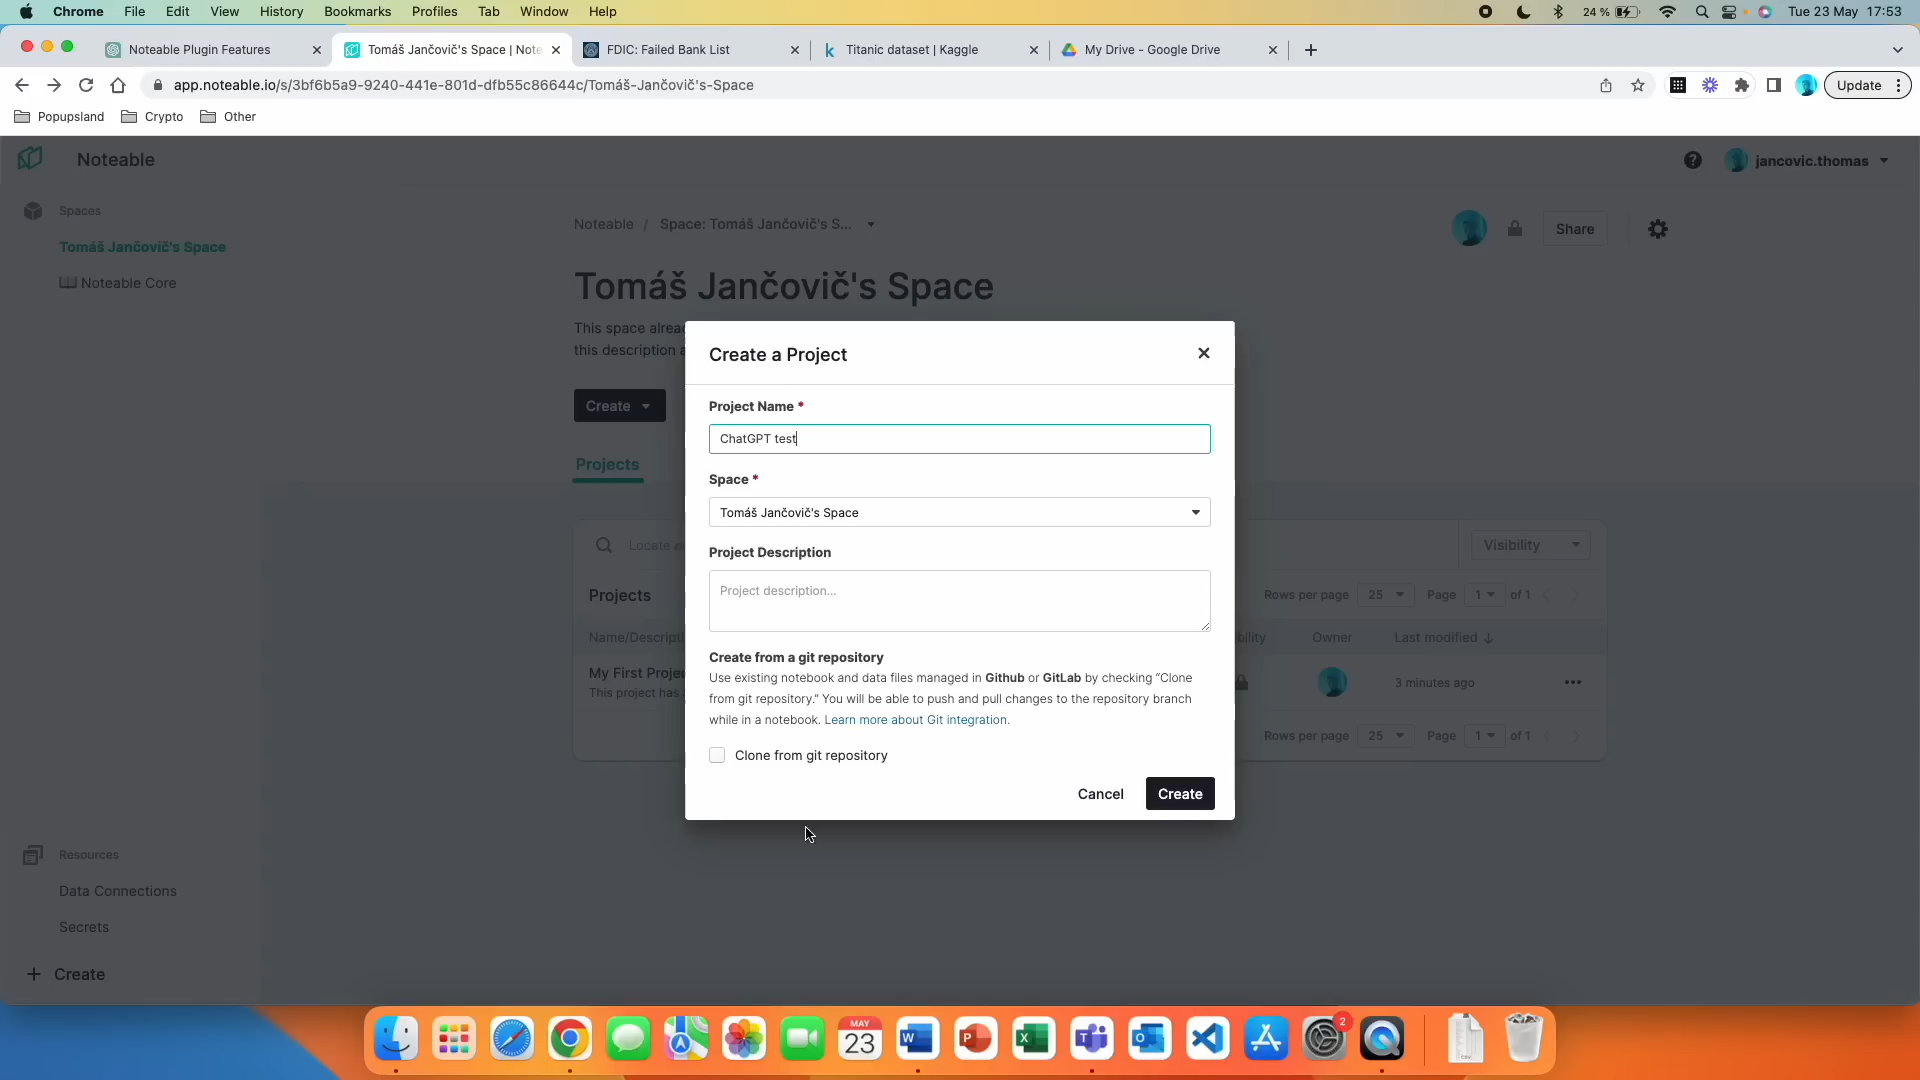 Chrome File Edit View History Bookmarks Profiles Tab Window Help 24 % Tue 23 May 17:53
Noteable Plugin Features Tomáš Jančovič's Space | Note FDIC: Failed Bank List Titanic dataset | Kaggle My Drive - Google Drive
app.noteable.io/s/3bf6b5a9-9240-441e-801d-dfb55c86644c/Tomáš-Jančovič's-Space Update
Popupsland Crypto Other
Noteable jancovic.thomas
Spaces
Tomáš Jančovič's Space
Noteable Core
Noteable / Space: Tomáš Jančovič's S... Share
Tomáš Jančovič's Space
This space alrea
this description a
Create
Projects
Locate
Visibility
Projects
Rows per page 25 Page 1 of 1
Name/Descripti bility Owner Last modified
My First Projec
This project has
3 minutes ago
Rows per page 25 Page 1 of 1
Create a Project
Project Name *
ChatGPT test
Space *
Tomáš Jančovič's Space
Project Description
Project description...
Create from a git repository
Use existing notebook and data files managed in Github or GitLab by checking “Clone
from git repository.” You will be able to push and pull changes to the repository branch
while in a notebook. Learn more about Git integration.
Clone from git repository
Cancel Create
Resources
Data Connections
Secrets
+ Create
MAY
23
2